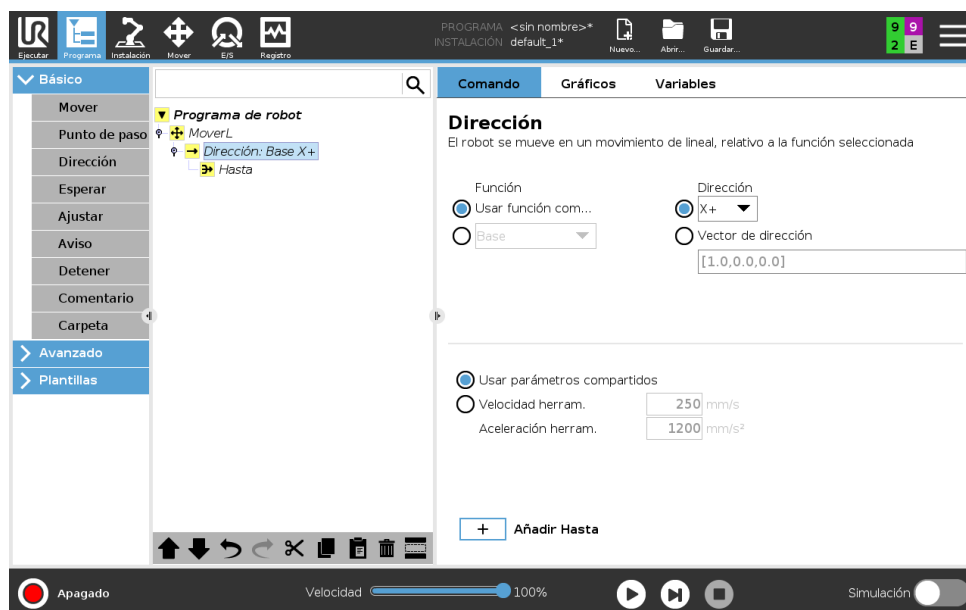 PROGRAMA <sin nombre>*
INSTALACIÓN default_1*
UR
Ejecutar
Programa
Instalación
Mover
E/S
Registro
Nuevo...
Abrir...
Guardar...
9 9
2 E
Básico
Mover
Punto de paso
Dirección
Esperar
Ajustar
Aviso
Detener
Comentario
Carpeta
Avanzado
Plantillas
Programa de robot
MoverL
Dirección: Base X+
Hasta
Comando Gráficos Variables
Dirección
El robot se mueve en un movimiento de lineal, relativo a la función seleccionada
Función
Usar función com...
Base
Dirección
X+
Vector de dirección
[1.0,0.0,0.0]
Usar parámetros compartidos
Velocidad herram. 250 mm/s
Aceleración herram. 1200 mm/s²
+ Añadir Hasta
Apagado
Velocidad 100%
Simulación